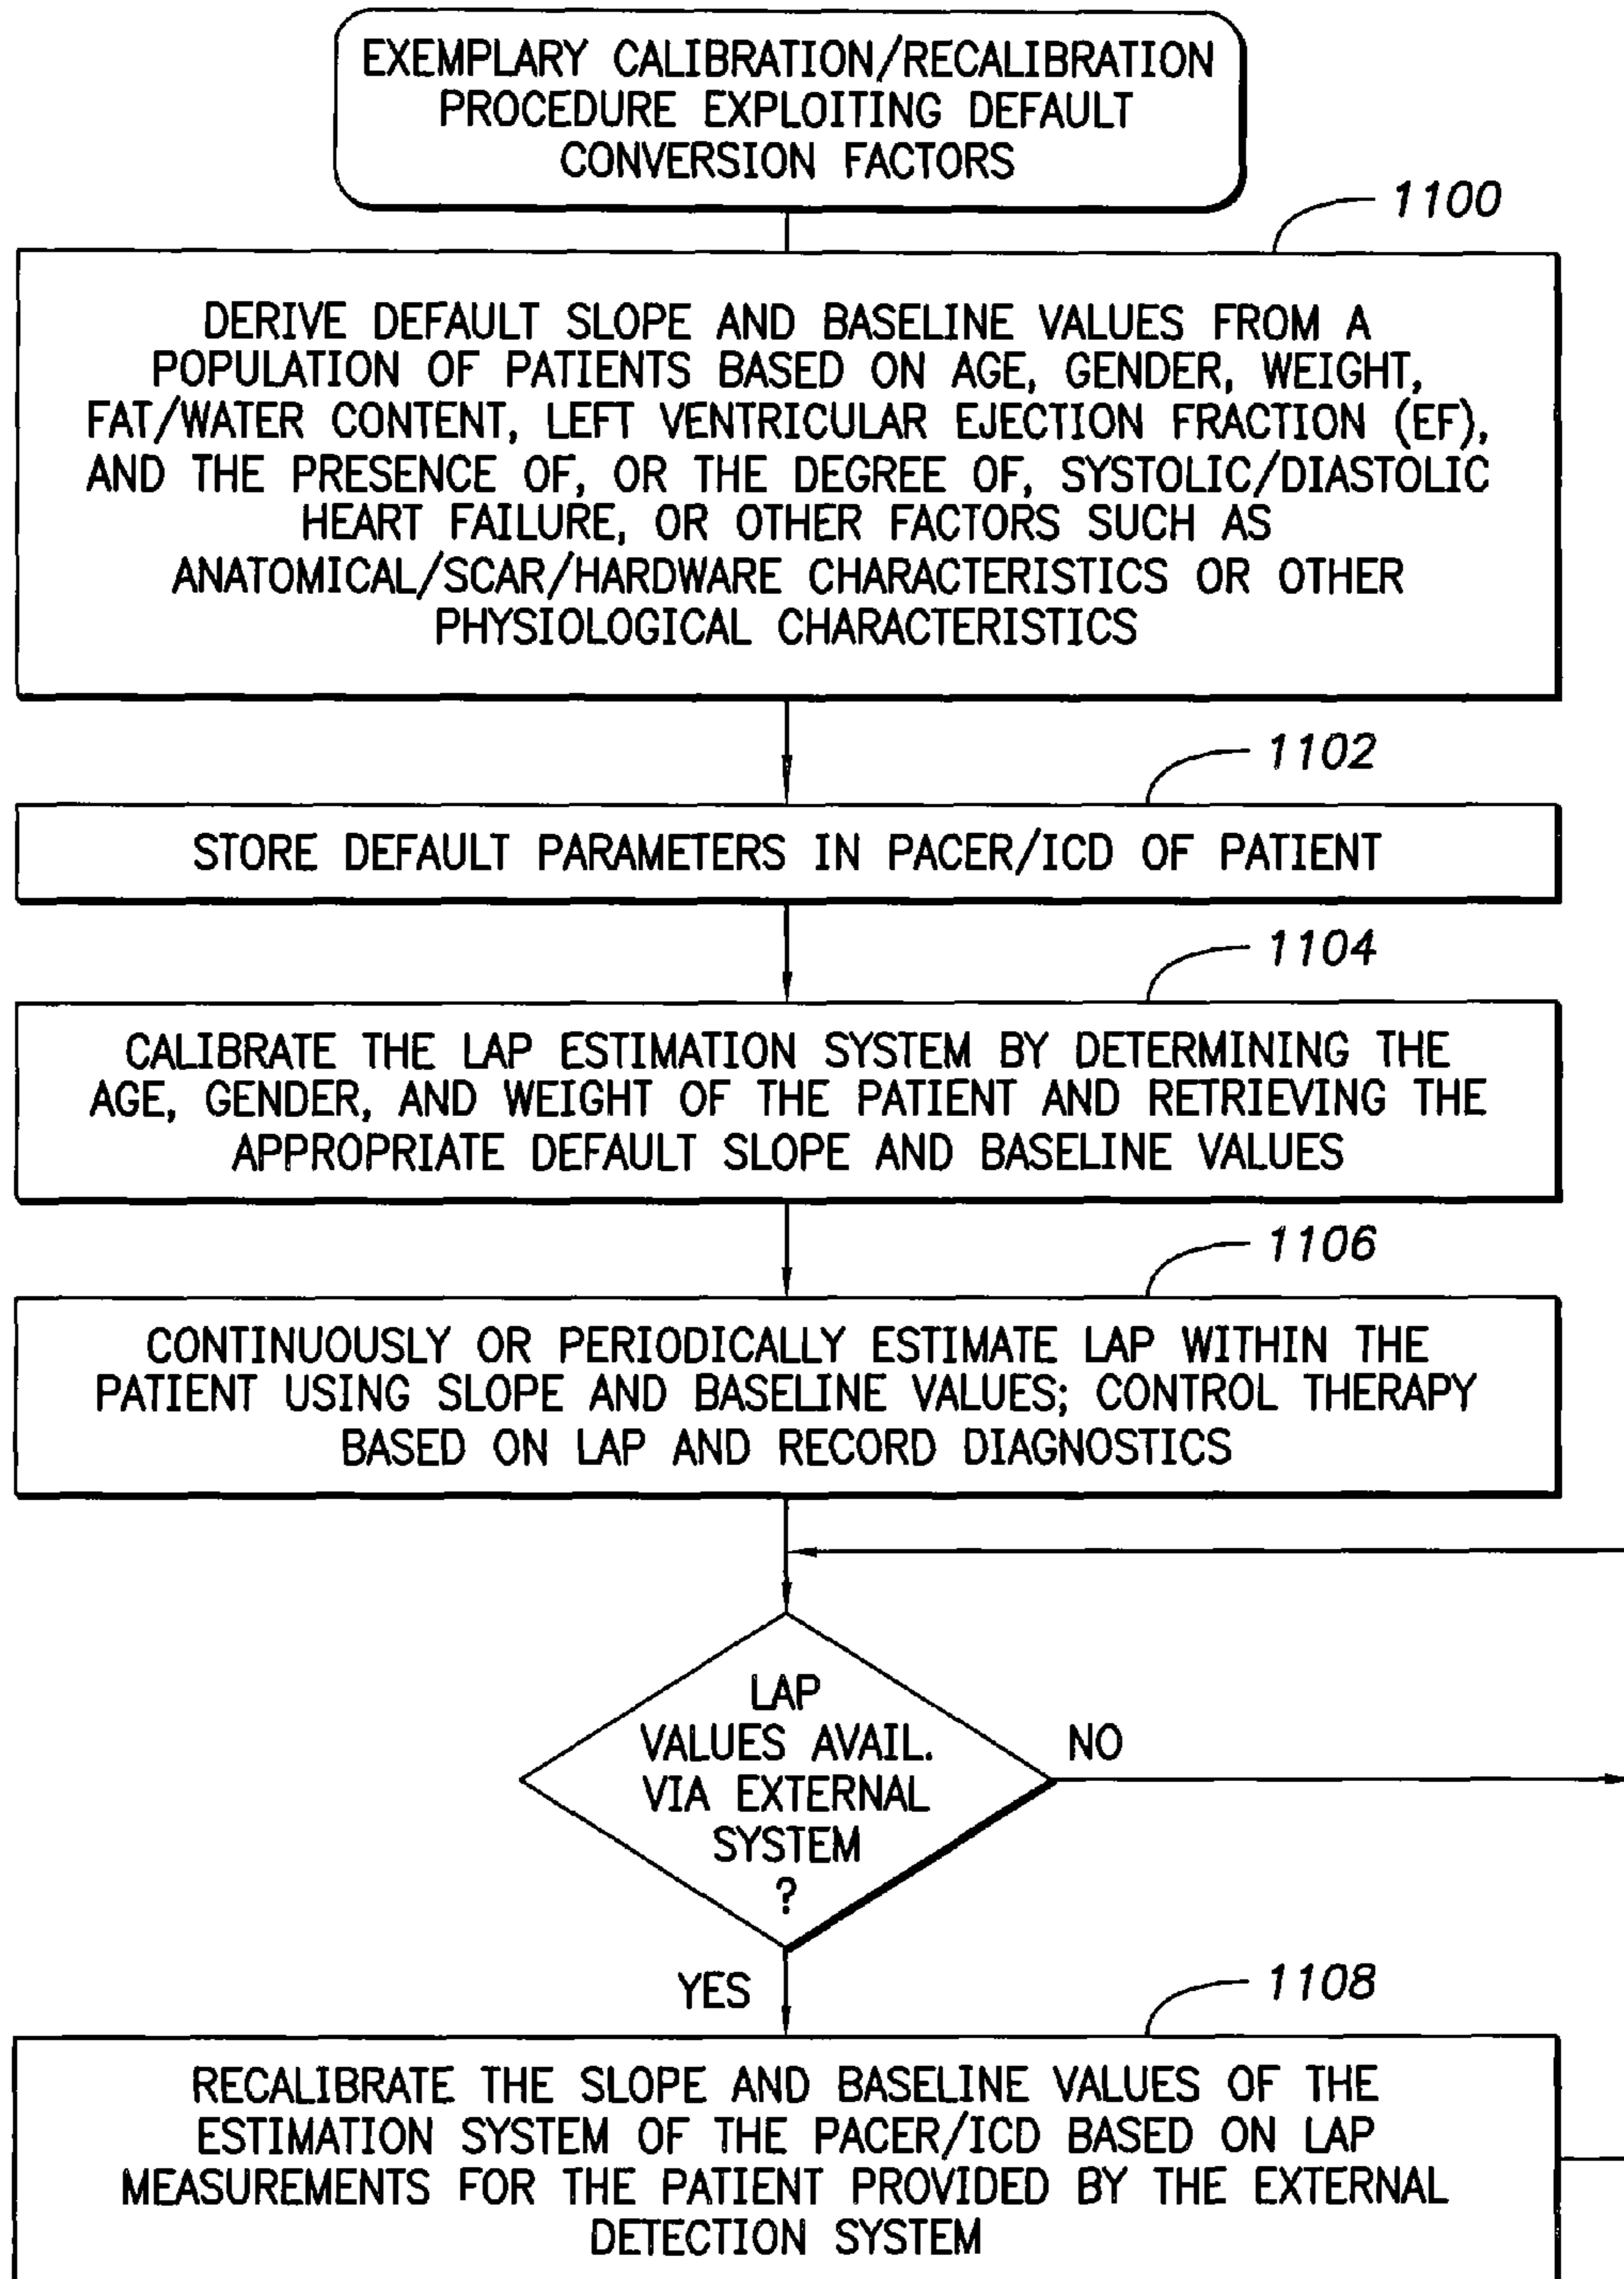 EXEMPLARY CALIBRATION/RECALIBRATION
PROCEDURE EXPLOITING DEFAULT
CONVERSION FACTORS
1100
DERIVE DEFAULT SLOPE AND BASELINE VALUES FROM A
POPULATION OF PATIENTS BASED ON AGE, GENDER, WEIGHT,
FAT/WATER CONTENT, LEFT VENTRICULAR EJECTION FRACTION (EF),
AND THE PRESENCE OF, OR THE DEGREE OF, SYSTOLIC/DIASTOLIC
HEART FAILURE, OR OTHER FACTORS SUCH AS
ANATOMICAL/SCAR/HARDWARE CHARACTERISTICS OR OTHER
PHYSIOLOGICAL CHARACTERISTICS
1102
STORE DEFAULT PARAMETERS IN PACER/ICD OF PATIENT
1104
CALIBRATE THE LAP ESTIMATION SYSTEM BY DETERMINING THE
AGE, GENDER, AND WEIGHT OF THE PATIENT AND RETRIEVING THE
APPROPRIATE DEFAULT SLOPE AND BASELINE VALUES
1106
CONTINUOUSLY OR PERIODICALLY ESTIMATE LAP WITHIN THE
PATIENT USING SLOPE AND BASELINE VALUES; CONTROL THERAPY
BASED ON LAP AND RECORD DIAGNOSTICS
LAP
VALUES AVAIL.
VIA EXTERNAL
SYSTEM
?
NO
YES
1108
RECALIBRATE THE SLOPE AND BASELINE VALUES OF THE
ESTIMATION SYSTEM OF THE PACER/ICD BASED ON LAP
MEASUREMENTS FOR THE PATIENT PROVIDED BY THE EXTERNAL
DETECTION SYSTEM